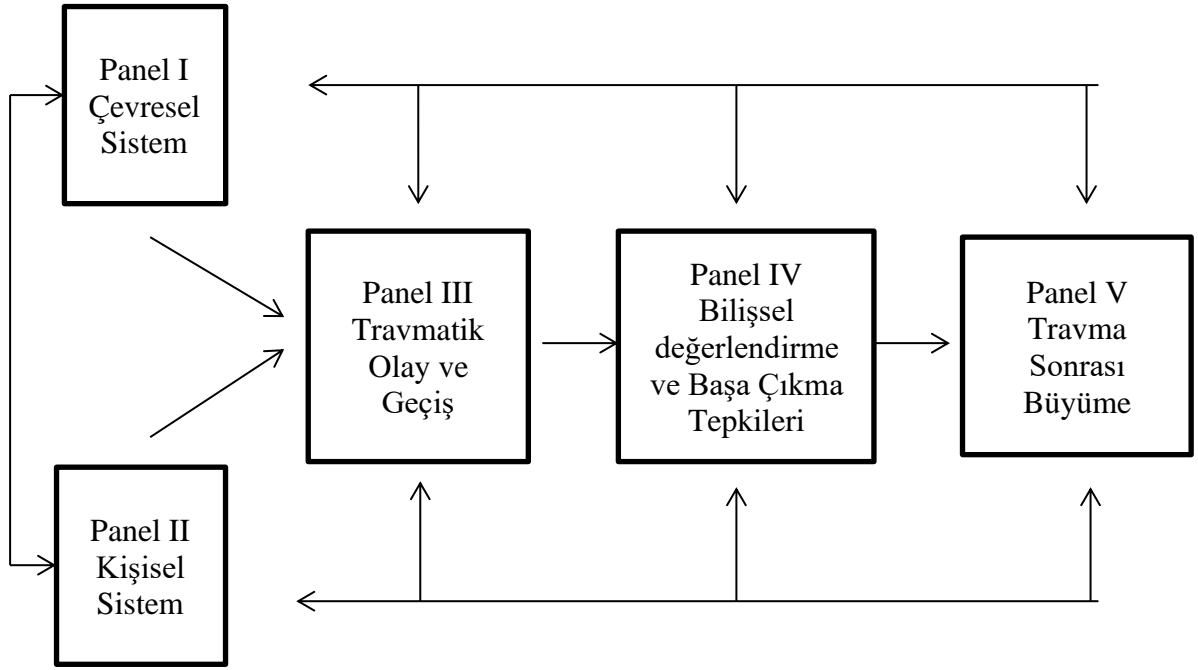 Panel I
Çevresel
Sistem
Panel II
Kişisel
Sistem
Panel III
Travmatik
Olay ve
Geçiş
Panel IV
Bilişsel
değerlendirme
ve Başa Çıkma
Tepkileri
Panel V
Travma
Sonrası
Büyüme